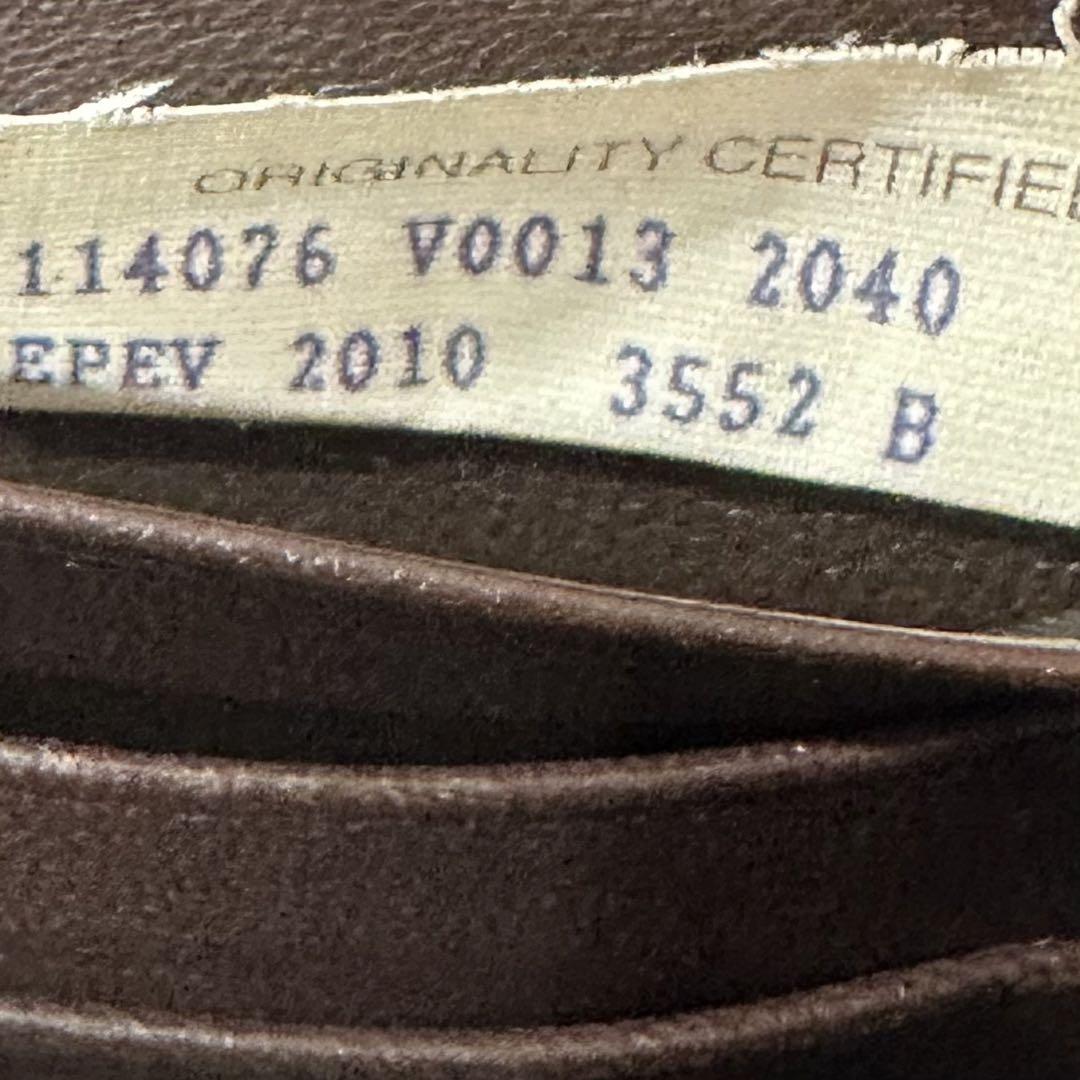 ORIGINALITY CERTIFIE
114076 V0013 2040
EPEV 2010 3552 B